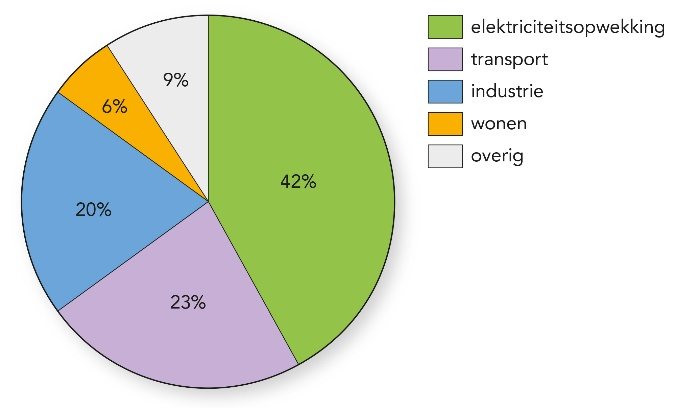 elektriciteitsopwekking
transport
industrie
wonen
overig
9%
6%
42%
20%
23%